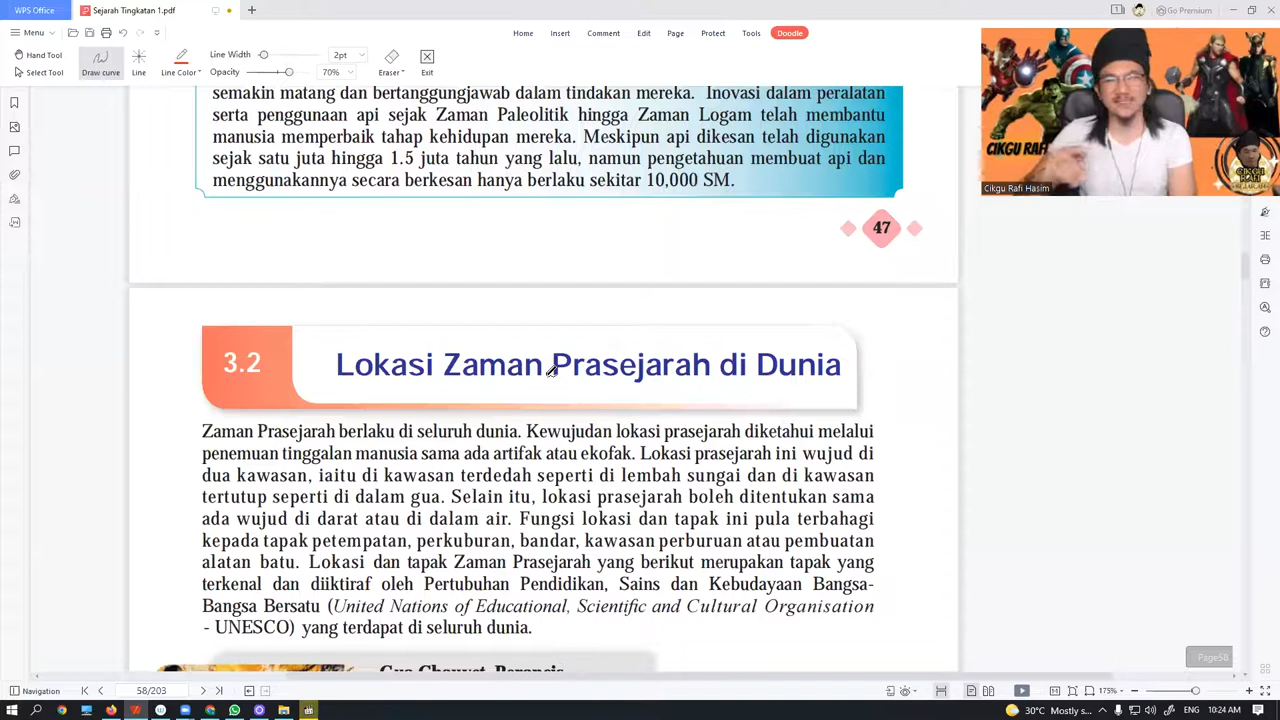 WPS Office
Sejarah Tingkatan 1.pdf
Go Premium
Menu
Home Insert Comment Edit Page Protect Tools Doodle
Hand Tool
Select Tool
Draw curve
Line
Line Color
Line Width 2pt
Opacity 70%
Eraser
Exit
semakin matang dan bertanggungjawab dalam tindakan mereka. Inovasi dalam peralatan
serta penggunaan api sejak Zaman Paleolitik hingga Zaman Logam telah membantu
manusia memperbaik tahap kehidupan mereka. Meskipun api dikesan telah digunakan
sejak satu juta hingga 1.5 juta tahun yang lalu, namun pengetahuan membuat api dan
menggunakannya secara berkesan hanya berlaku sekitar 10,000 SM.
47
CIKGU RAFI
Cikgu Rafi Hasim
3.2
Lokasi Zaman Prasejarah di Dunia
Zaman Prasejarah berlaku di seluruh dunia. Kewujudan lokasi prasejarah diketahui melalui
penemuan tinggalan manusia sama ada artifak atau ekofak. Lokasi prasejarah ini wujud di
dua kawasan, iaitu di kawasan terdedah seperti di lembah sungai dan di kawasan
tertutup seperti di dalam gua. Selain itu, lokasi prasejarah boleh ditentukan sama
ada wujud di darat atau di dalam air. Fungsi lokasi dan tapak ini pula terbahagi
kepada tapak petempatan, perkuburan, bandar, kawasan perburuan atau pembuatan
alatan batu. Lokasi dan tapak Zaman Prasejarah yang berikut merupakan tapak yang
terkenal dan diiktiraf oleh Pertubuhan Pendidikan, Sains dan Kebudayaan Bangsa-
Bangsa Bersatu (United Nations of Educational, Scientific and Cultural Organisation
- UNESCO) yang terdapat di seluruh dunia.
Gua Chauvet, Perancis
Page58
Navigation
58/203
175%
30°C Mostly s...
ENG 10:24 AM